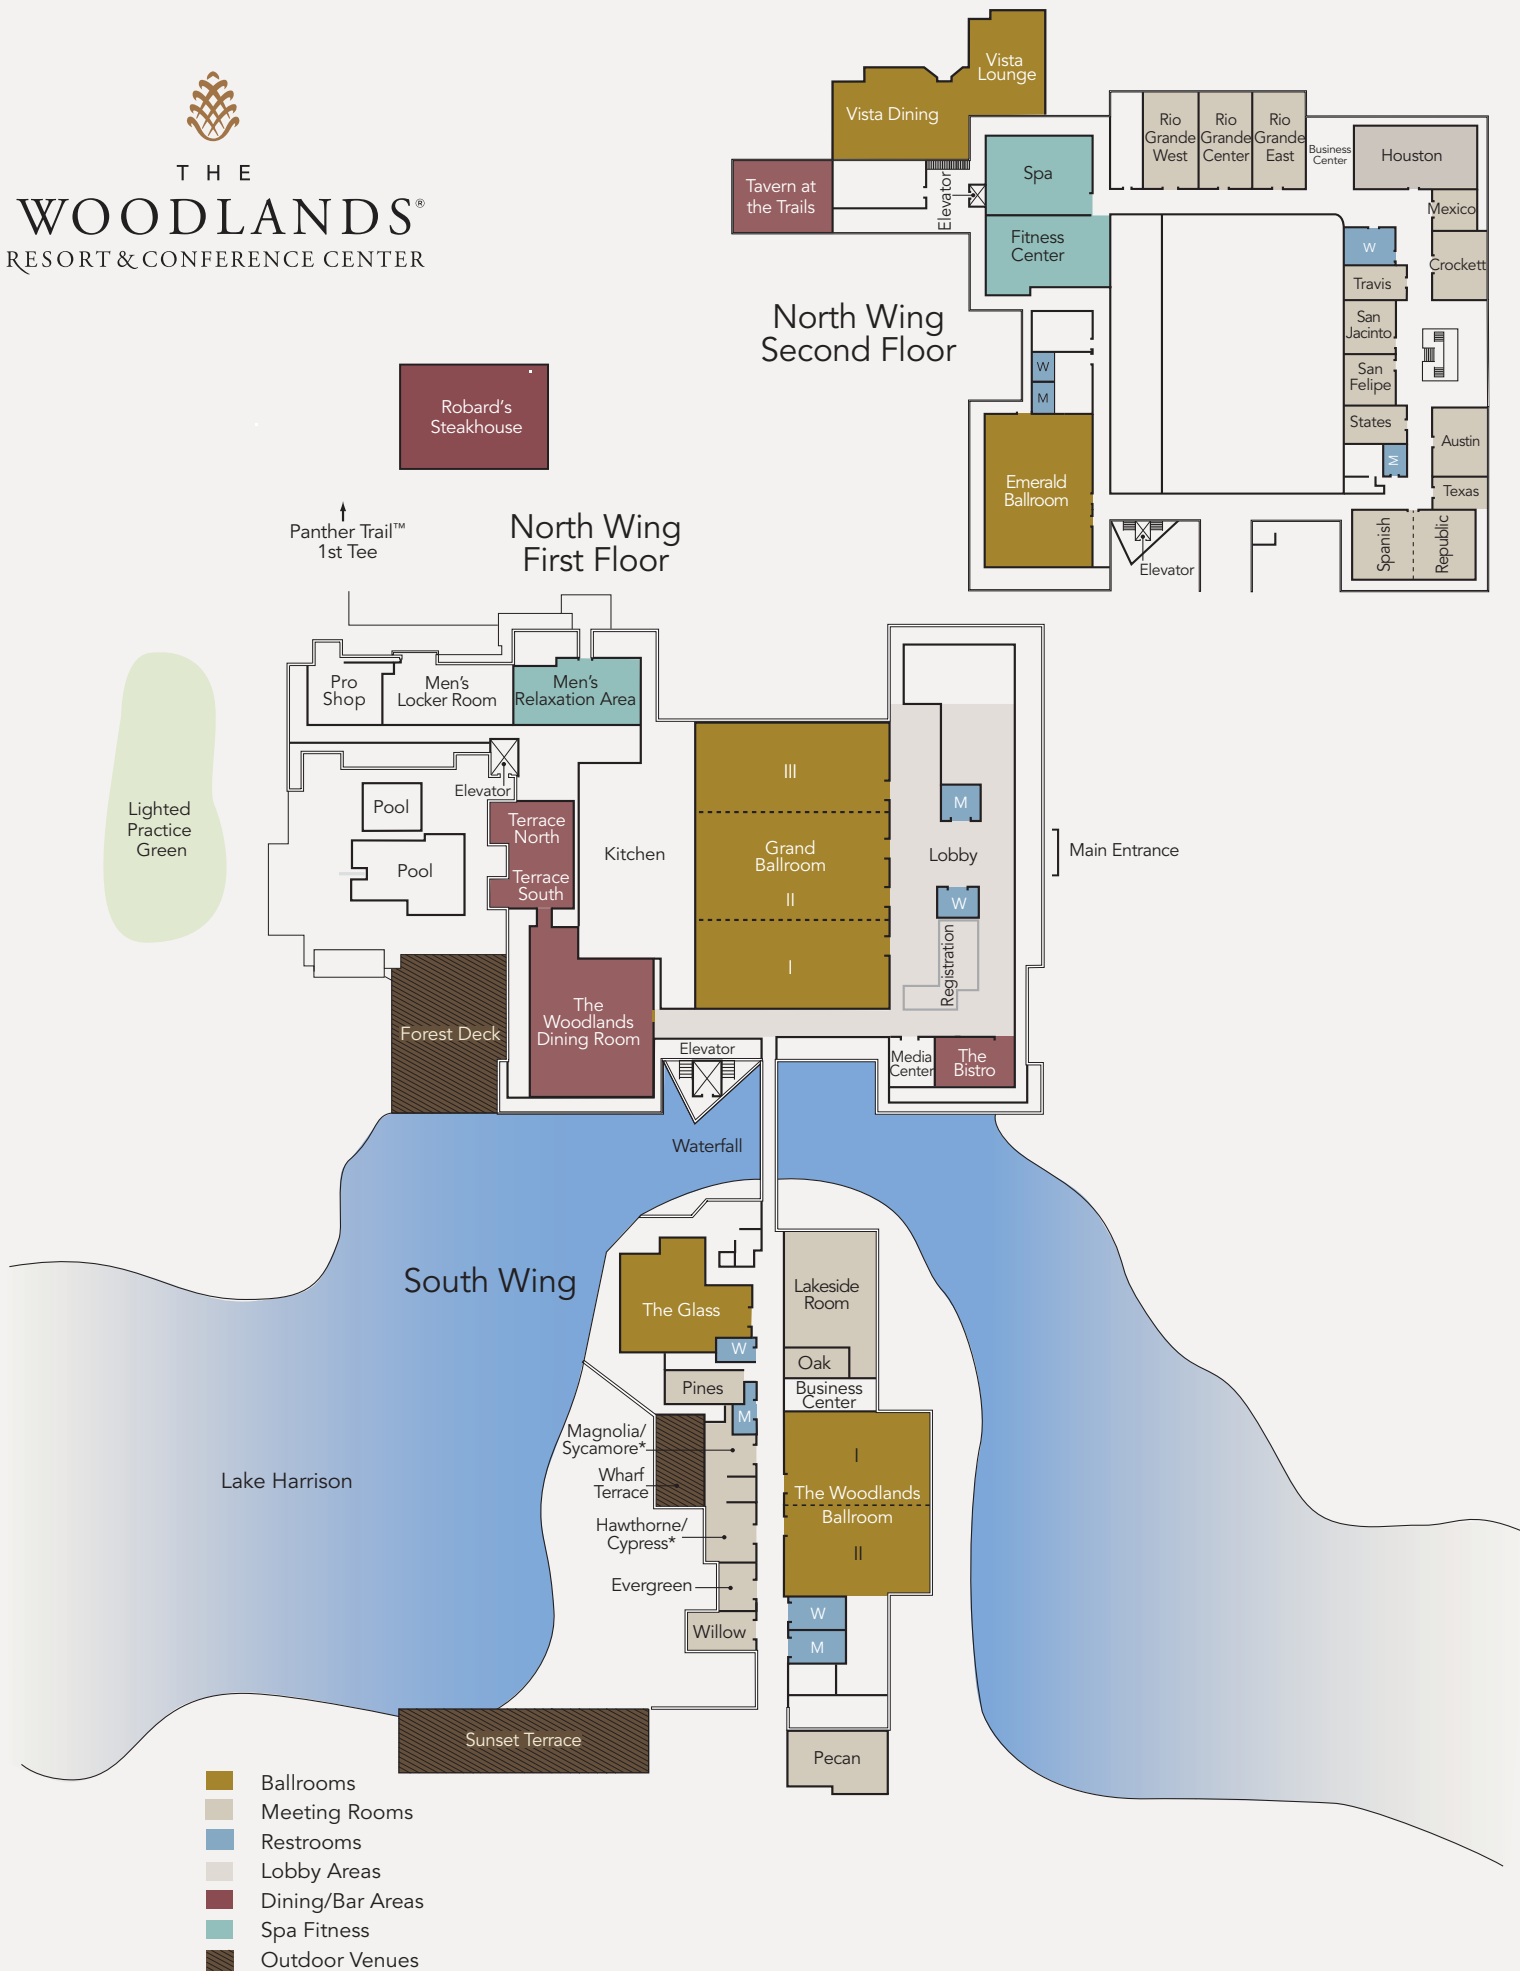 THE
WOODLANDS®
RESORT & CONFERENCE CENTER
Vista
Lounge
Vista Dining
Tavern at
the Trails
Elevator
Spa
Fitness
Center
Rio
Grande
West
Rio
Grande
Center
Rio
Grande
East
Business
Center
Houston
Mexico
Crockett
W
Travis
San
Jacinto
San
Felipe
States
M
Austin
Texas
Spanish
Republic
W
M
Emerald
Ballroom
Elevator
North Wing
Second Floor
Robard's
Steakhouse
Panther Trail™
1st Tee
North Wing
First Floor
Pro
Shop
Men's
Locker Room
Men's
Relaxation Area
Elevator
Lighted
Practice
Green
Pool
Pool
Terrace
North
Terrace
South
Kitchen
III
Grand
Ballroom
II
I
M
Lobby
W
Registration
Main Entrance
Forest Deck
The
Woodlands
Dining Room
Elevator
Media
Center
The
Bistro
Waterfall
South Wing
The Glass
W
Lakeside
Room
Oak
Business
Center
Pines
M
Magnolia/
Sycamore*
Wharf
Terrace
Hawthorne/
Cypress*
Evergreen
Willow
I
The Woodlands
Ballroom
II
W
M
Pecan
Lake Harrison
Sunset Terrace
Ballrooms
Meeting Rooms
Restrooms
Lobby Areas
Dining/Bar Areas
Spa Fitness
Outdoor Venues